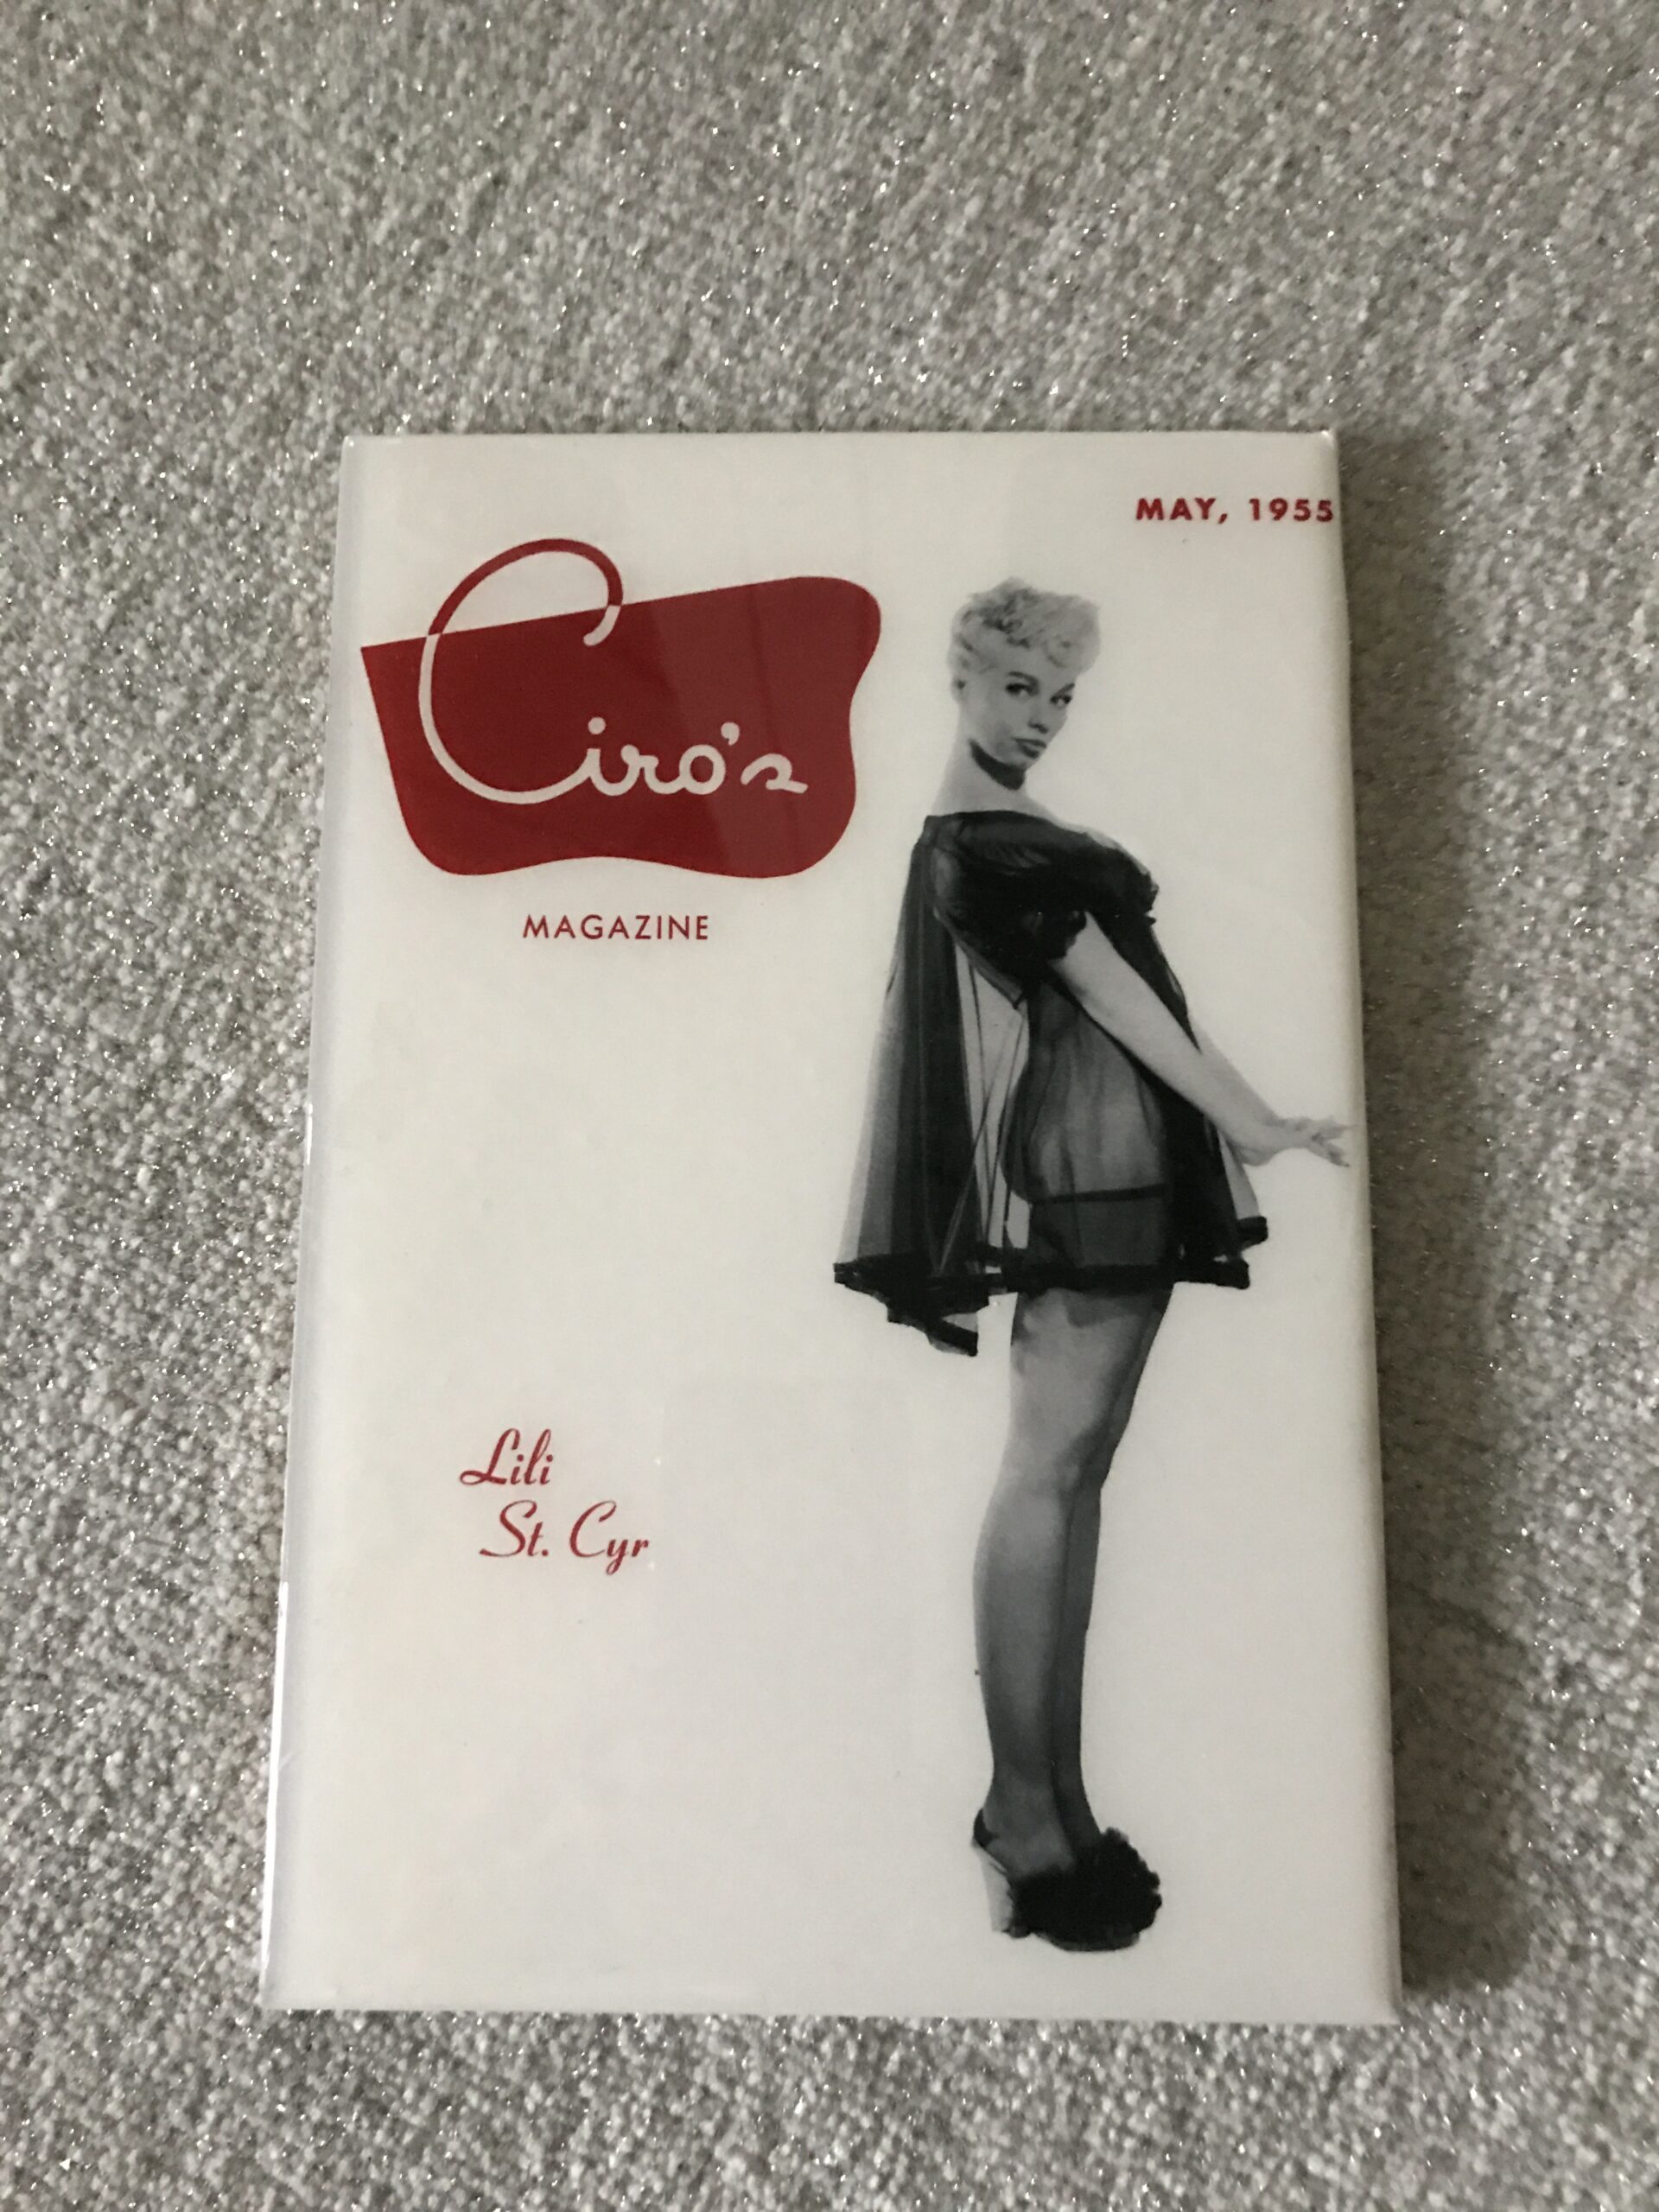 MAY, 1955
Ciro's
MAGAZINE
Lili
St. Cyr